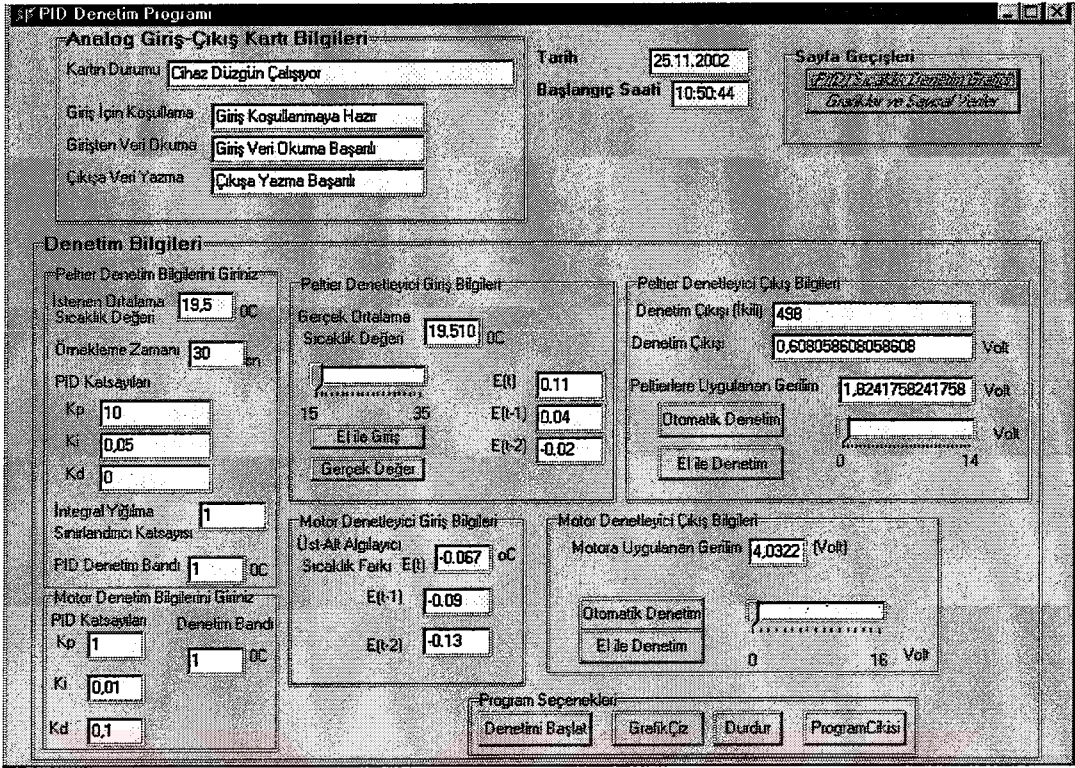 PID Denetim Programı
Analog Giriş-Çıkış Kartı Bilgileri
Kartın Durumu Cihaz Düzgün Çalışıyor
Giriş İçin Koşullama Giriş Koşullanmaya Hazır
Girişten Veri Okuma Giriş Veri Okuma Başarılı
Çıkışa Veri Yazma Çıkışa Yazma Başarılı
Tarih 25.11.2002
Başlangıç Saati 10:50:44
Sayfa Geçişleri
Grafikler ve Sayısal Veriler
Denetim Bilgileri
Peltier Denetim Bilgilerini Giriniz
İstenen Ortalama
Sıcaklık Değeri 19,5 0C
Örnekleme Zamanı 30 sn
PID Katsayıları
Kp 10
Ki 0,05
Kd 0
İntegral Yığılma 1
Sınırlandırıcı Katsayısı
PID Denetim Bandı 1 0C
Motor Denetim Bilgilerini Giriniz
PID Katsayıları Denetim Bandı
Kp 1 1 0C
Ki 0,01
Kd 0,1
Peltier Denetleyici Giriş Bilgileri
Gerçek Ortalama
Sıcaklık Değeri 19.510 0C
15 35
El ile Giriş
Gerçek Değer
E(t) 0.11
E(t-1) 0.04
E(t-2) -0.02
Peltier Denetleyici Çıkış Bilgileri
Denetim Çıkışı (İkili) 498
Denetim Çıkışı 0,608058608058608 Volt
Peltierlere Uygulanan Gerilim 1,8241758241758 Volt
Otomatik Denetim
El ile Denetim
Volt
0 14
Motor Denetleyici Giriş Bilgileri
Üst-Alt Algılayıcı
Sıcaklık Farkı E(t) -0.067 oC
E(t-1) -0.09
E(t-2) -0.13
Motor Denetleyici Çıkış Bilgileri
Motora Uygulanan Gerilim 4,0322 (Volt)
Otomatik Denetim
El ile Denetim
0 16 Volt
Program Seçenekleri
Denetimi Başlat GrafikÇiz Durdur ProgramCikisi